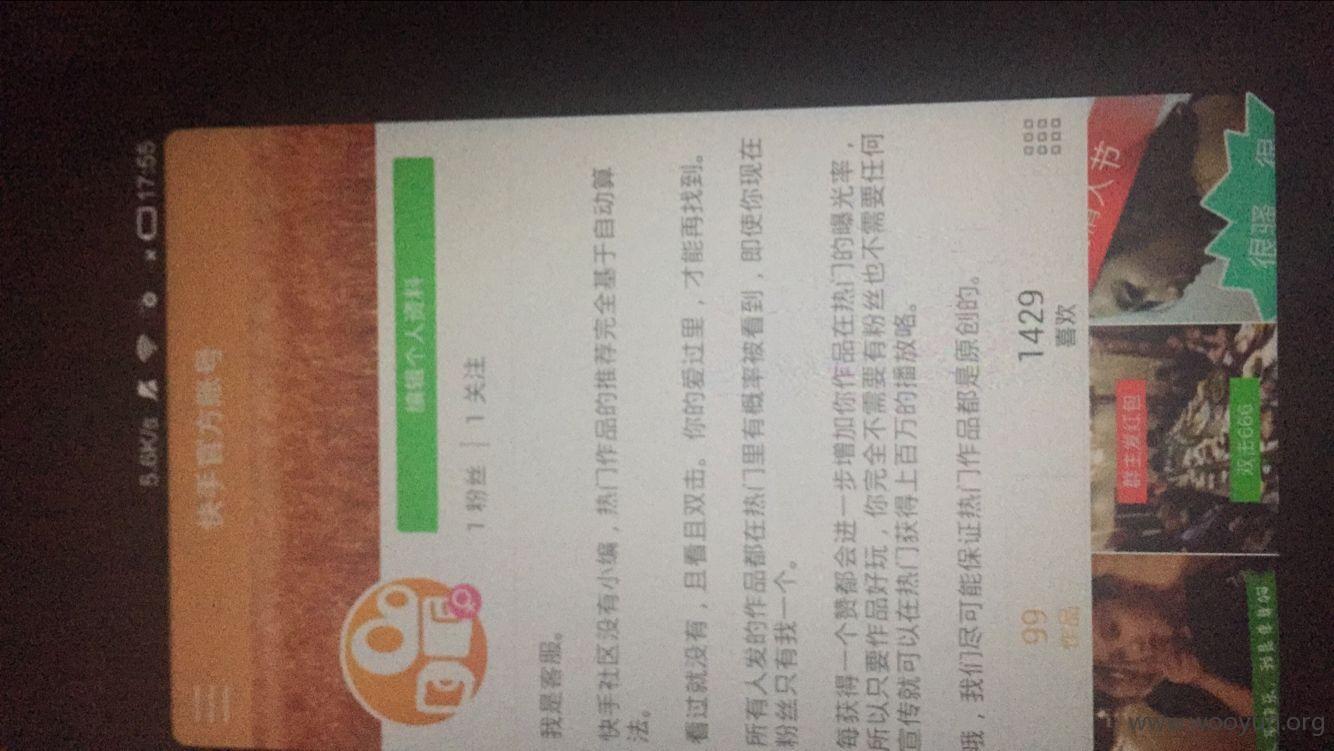 5.6K/s
17:55
快手官方账号
编辑个人资料
1 粉丝 | 1 关注
我是客服。
快手社区没有小编，热门作品的推荐完全基于自动算
法。
看过就没有，且看且双击。你的爱过里，才能再找到。
所有人发的作品都在热门里有概率被看到，即使你现在
粉丝只有我一个。
每获得一个赞都会进一步增加你作品在热门的曝光率，
所以只要作品好玩，你完全不需要有粉丝也不需要任何
宣传就可以在热门获得上百万的播放咯。
哦，我们尽可能保证热门作品都是原创的。
99
作品
1429
喜欢
群主发红包
双击666
情人节
很骚
www.wooyun.org